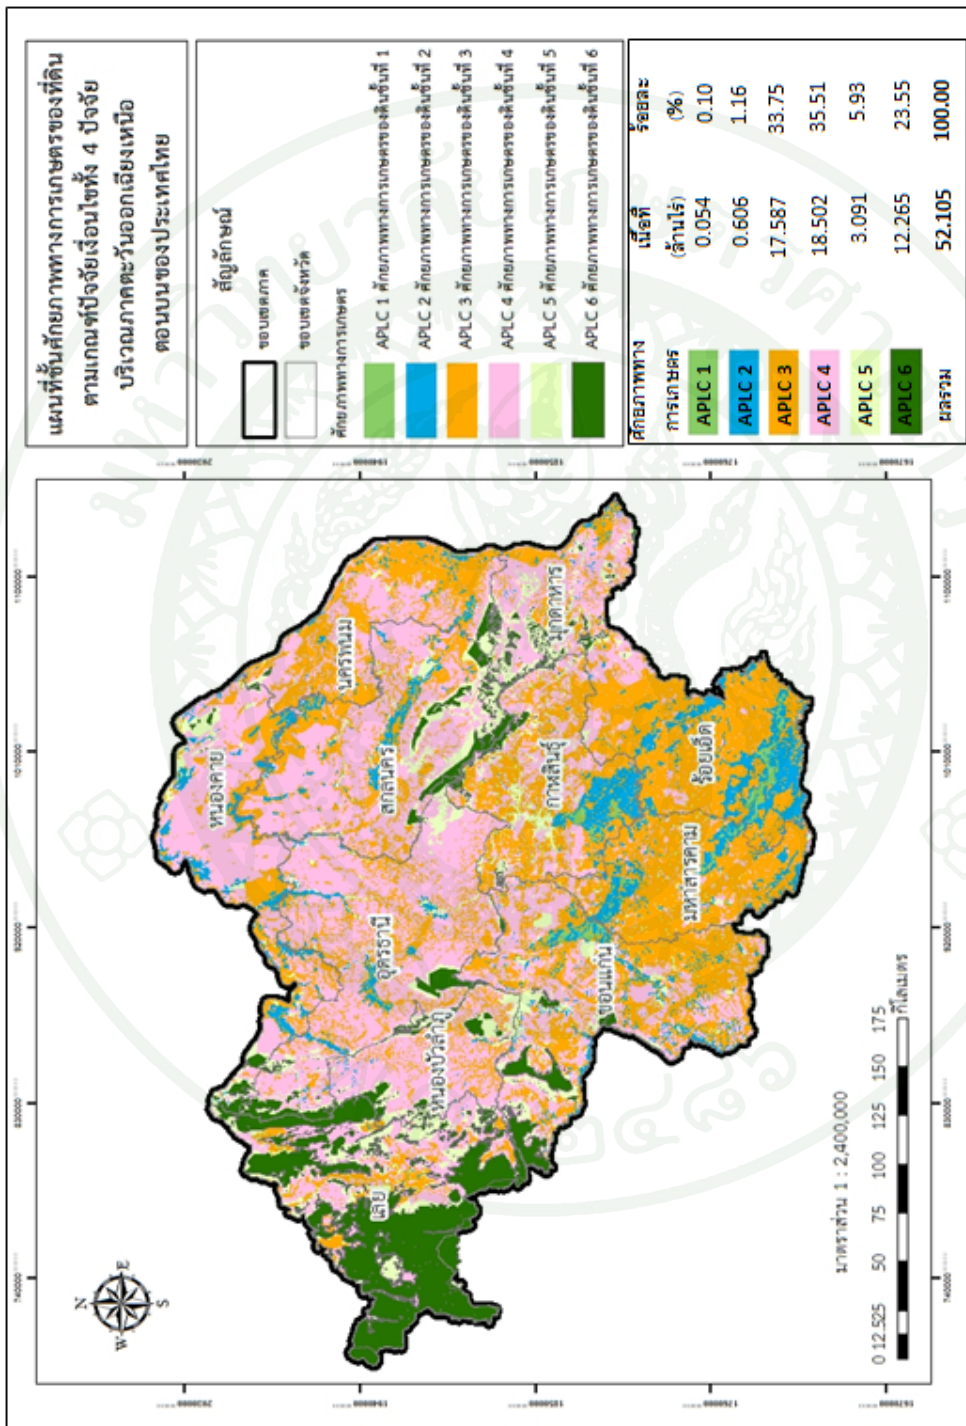 แผนที่ชั้นศักยภาพทางการเกษตรของที่ดิน
ตามเกณฑ์ปัจจัยเงื่อนไขทั้ง 4 ปัจจัย
บริเวณภาคตะวันออกเฉียงเหนือ
ตอนบนของประเทศไทย
สัญลักษณ์
ขอบเขตภาค
ขอบเขตจังหวัด
ศักยภาพทางการเกษตร
APLC 1 ศักยภาพทางการเกษตรของดินชั้นที่ 1
APLC 2 ศักยภาพทางการเกษตรของดินชั้นที่ 2
APLC 3 ศักยภาพทางการเกษตรของดินชั้นที่ 3
APLC 4 ศักยภาพทางการเกษตรของดินชั้นที่ 4
APLC 5 ศักยภาพทางการเกษตรของดินชั้นที่ 5
APLC 6 ศักยภาพทางการเกษตรของดินชั้นที่ 6
ศักยภาพทาง เนื้อที่ ร้อยละ
การเกษตร (ล้านไร่) (%)
APLC 1 0.054 0.10
APLC 2 0.606 1.16
APLC 3 17.587 33.75
APLC 4 18.502 35.51
APLC 5 3.091 5.93
APLC 6 12.265 23.55
ผลรวม 52.105 100.00
740000 830000 920000 1010000 1100000
N
W E
S
หนองคาย
นครพนม
สกลนคร
อุดรธานี
เลย
หนองบัวลำภู
มุกดาหาร
กาฬสินธุ์
ขอนแก่น
มหาสารคาม
ร้อยเอ็ด
มาตราส่วน 1 : 2,400,000
0 12.525 50 75 100 125 150 175
กิโลเมตร
740000 830000 920000 1010000 1100000